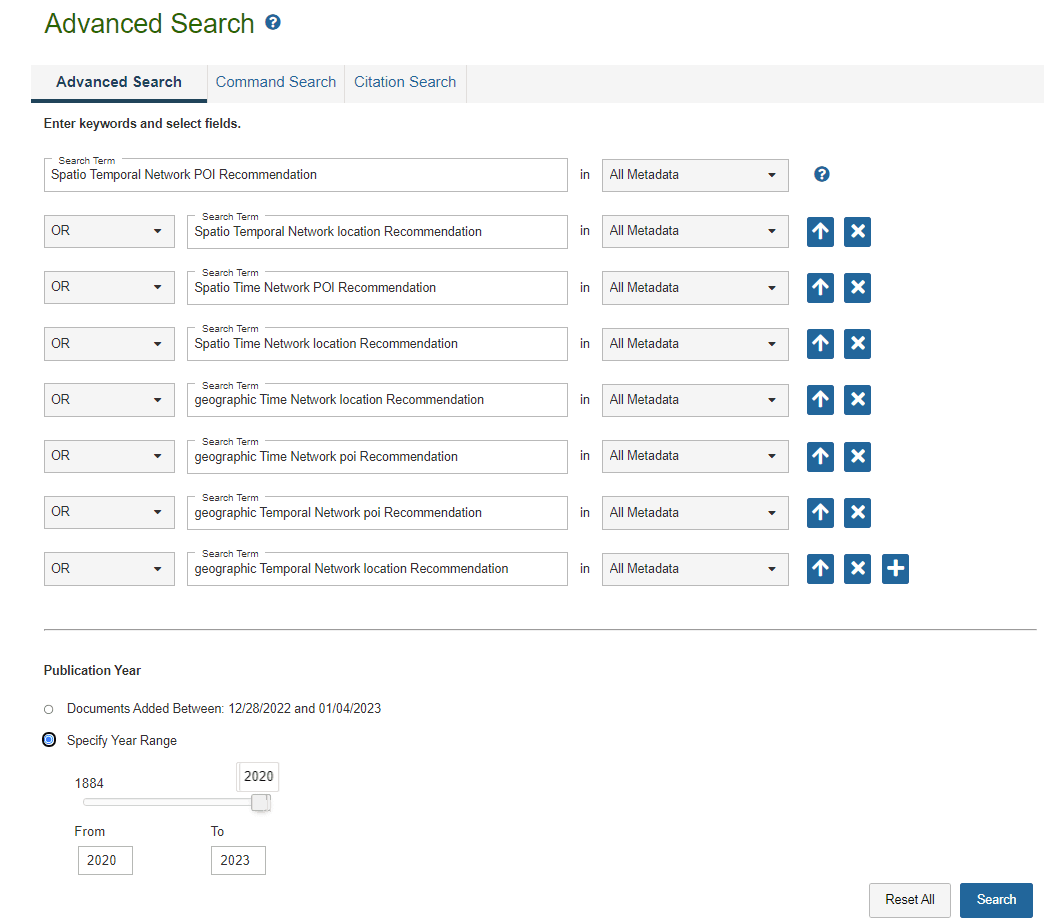 Advanced Search ?
Advanced Search Command Search Citation Search
Enter keywords and select fields.
Search Term
Spatio Temporal Network POI Recommendation in All Metadata ?
Search Term
OR Spatio Temporal Network location Recommendation in All Metadata
Search Term
OR Spatio Time Network POI Recommendation in All Metadata
Search Term
OR Spatio Time Network location Recommendation in All Metadata
Search Term
OR geographic Time Network location Recommendation in All Metadata
Search Term
OR geographic Time Network poi Recommendation in All Metadata
Search Term
OR geographic Temporal Network poi Recommendation in All Metadata
Search Term
OR geographic Temporal Network location Recommendation in All Metadata
Publication Year
Documents Added Between: 12/28/2022 and 01/04/2023
Specify Year Range
2020
1884
From To
2020 2023
Reset All Search